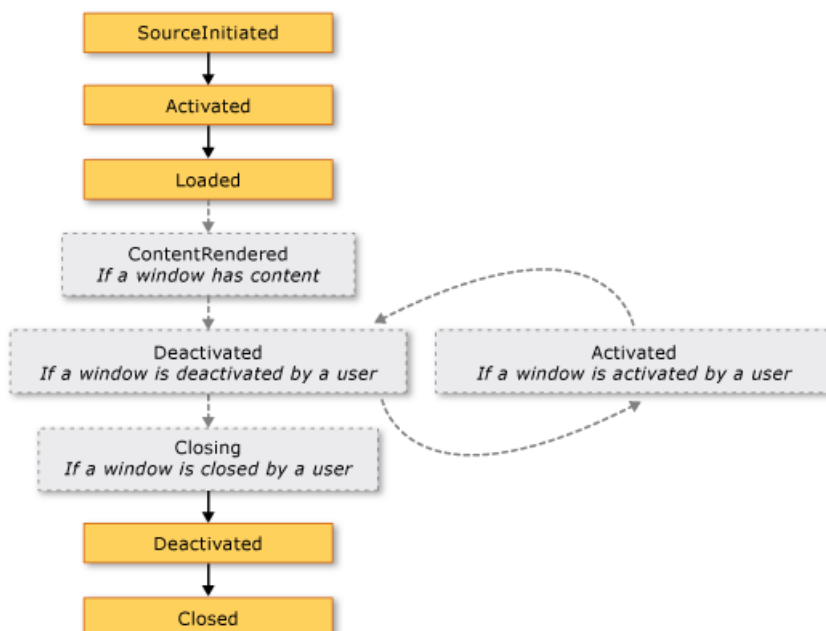 SourceInitiated
Activated
Loaded
ContentRendered
If a window has content
Deactivated
If a window is deactivated by a user
Activated
If a window is activated by a user
Closing
If a window is closed by a user
Deactivated
Closed